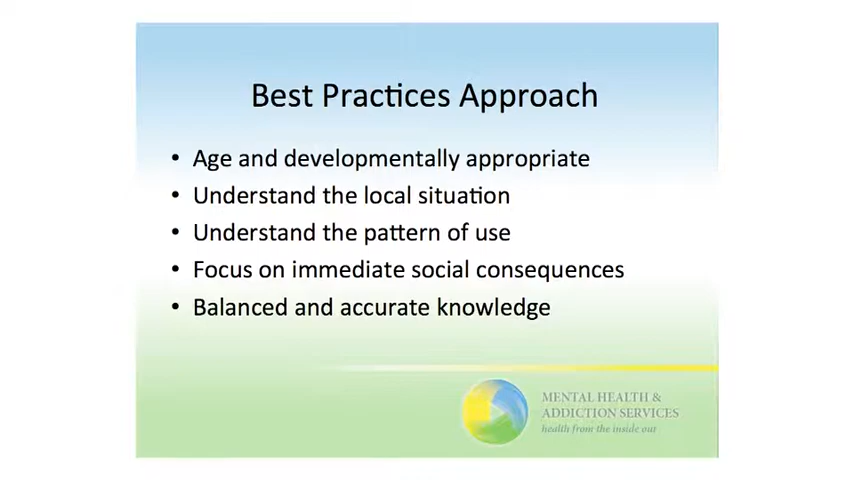 Best Practices Approach
• Age and developmentally appropriate
• Understand the local situation
• Understand the pattern of use
• Focus on immediate social consequences
• Balanced and accurate knowledge
MENTAL HEALTH &
ADDICTION SERVICES
health from the inside out